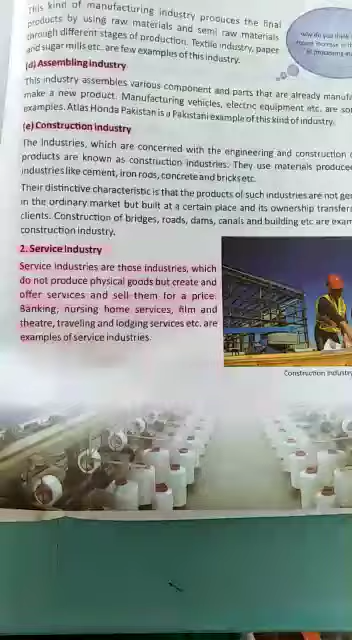 This kind of manufacturing industry produces the final
products by using raw materials and semi raw materials
through different stages of production. Textile industry, paper
and sugar mills etc. are few examples of this industry.
why do you think
(d) Assembling Industry
This industry assembles various component and parts that are already
make a new product. Manufacturing vehicles, electric equipment etc. are
examples. Atlas Honda Pakistan is a Pakistani example of this kind of industry.
(e) Construction Industry
The Industries, which are concerned with the engineering and construction
products are known as construction industries. They use materials
industries like cement, iron rods, concrete and bricks etc.
Their distinctive characteristic is that the products of such industries are not
in the ordinary market but built at a certain place and its ownership
clients. Construction of bridges, roads, dams, canals and building etc are
construction industry.
2. Service Industry
Service industries are those industries, which
do not produce physical goods but create and
offer services and sell them for a price.
Banking, nursing home services, film and
theatre, traveling and lodging services etc. are
examples of service industries.
Construction Industry